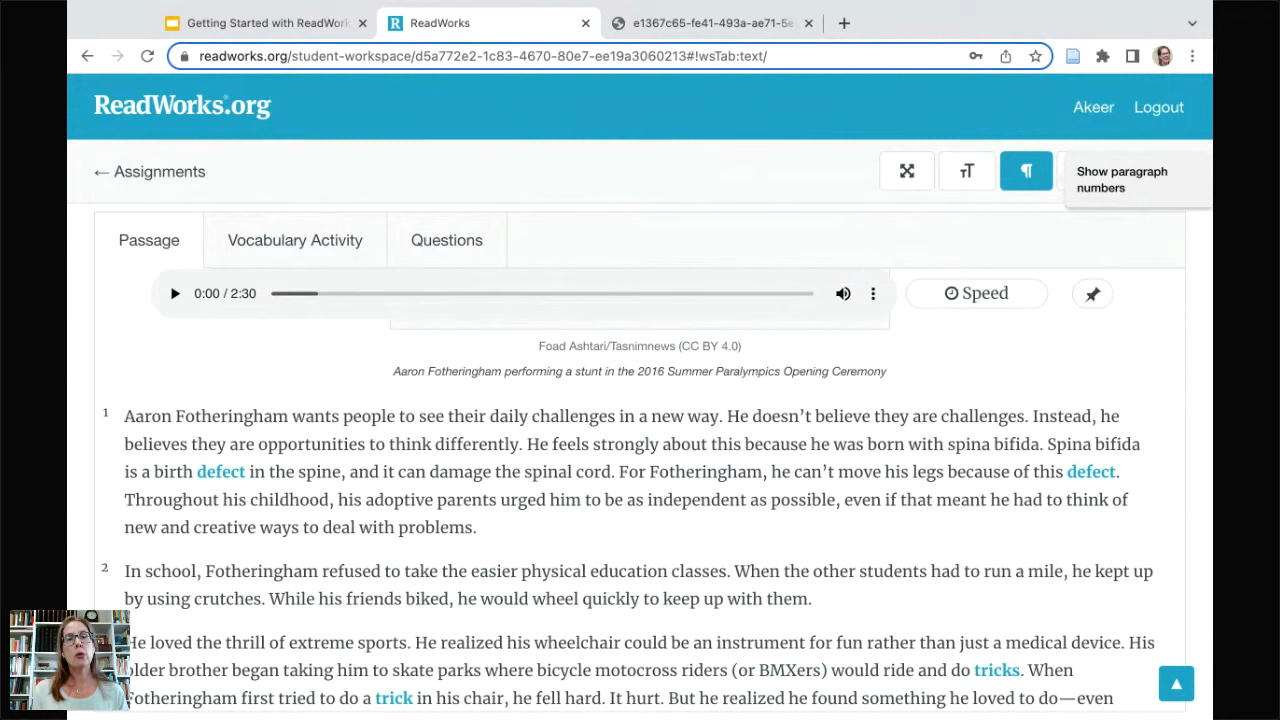 Getting Started with ReadWork
ReadWorks
e1367c65-fe41-493a-ae71-5e
readworks.org/student-workspace/d5a772e2-1c83-4670-80e7-ee19a3060213#!wsTab:text/
ReadWorks.org
Akeer
Logout
← Assignments
Show paragraph
numbers
Passage
Vocabulary Activity
Questions
0:00 / 2:30
Speed
Foad Ashtari/Tasnimnews (CC BY 4.0)
Aaron Fotheringham performing a stunt in the 2016 Summer Paralympics Opening Ceremony
1 Aaron Fotheringham wants people to see their daily challenges in a new way. He doesn't believe they are challenges. Instead, he
believes they are opportunities to think differently. He feels strongly about this because he was born with spina bifida. Spina bifida
is a birth defect in the spine, and it can damage the spinal cord. For Fotheringham, he can't move his legs because of this defect.
Throughout his childhood, his adoptive parents urged him to be as independent as possible, even if that meant he had to think of
new and creative ways to deal with problems.
2 In school, Fotheringham refused to take the easier physical education classes. When the other students had to run a mile, he kept up
by using crutches. While his friends biked, he would wheel quickly to keep up with them.
He loved the thrill of extreme sports. He realized his wheelchair could be an instrument for fun rather than just a medical device. His
older brother began taking him to skate parks where bicycle motocross riders (or BMXers) would ride and do tricks. When
Fotheringham first tried to do a trick in his chair, he fell hard. It hurt. But he realized he found something he loved to do—even